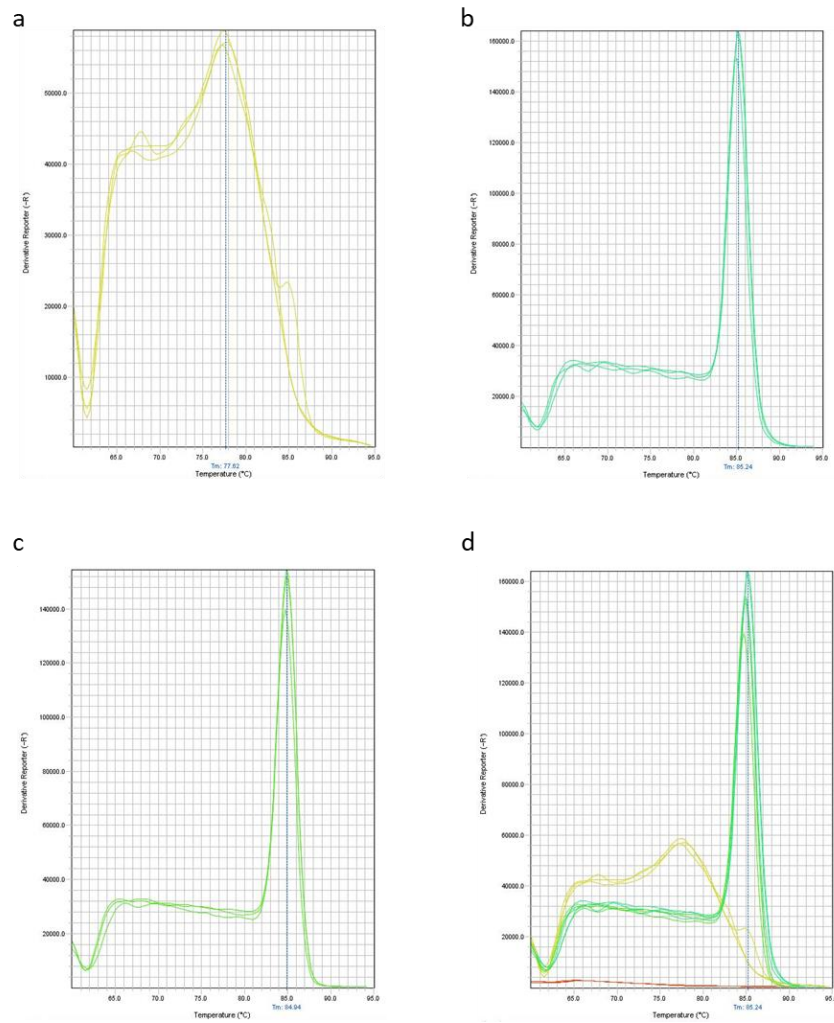 a
50000.0
40000.0
30000.0
20000.0
10000.0
Derivative Reporter (-R')
65.0 70.0 75.0 80.0 85.0 90.0 95.0
Tm: 77.62
Temperature (°C)
b
160000.0
140000.0
120000.0
100000.0
80000.0
60000.0
40000.0
20000.0
Derivative Reporter (-R')
65.0 70.0 75.0 80.0 85.0 90.0 95.0
Tm: 85.24
Temperature (°C)
c
140000.0
120000.0
100000.0
80000.0
60000.0
40000.0
20000.0
Derivative Reporter (-R')
65.0 70.0 75.0 80.0 85.0 90.0 95.0
Tm: 84.94
Temperature (°C)
d
160000.0
140000.0
120000.0
100000.0
80000.0
60000.0
40000.0
20000.0
Derivative Reporter (-R')
65.0 70.0 75.0 80.0 85.0 90.0 95.0
Tm: 85.24
Temperature (°C)